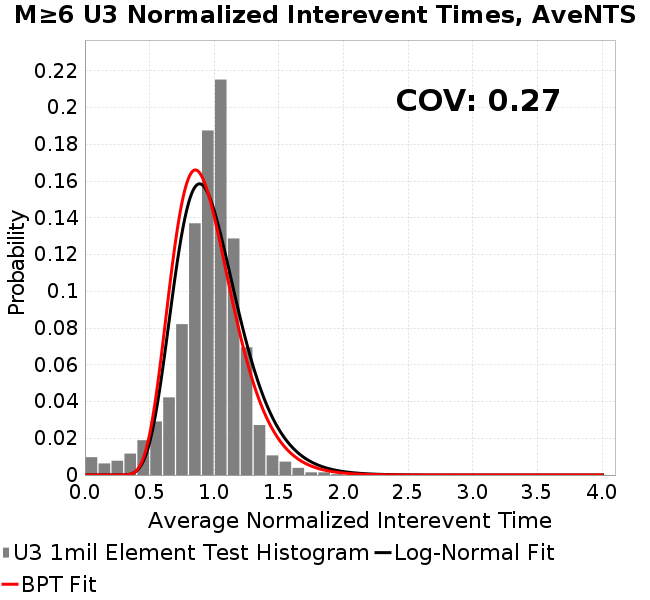 M≥6 U3 Normalized Interevent Times, AveNTS
COV: 0.27
0.22
0.2
0.18
0.16
0.14
0.12
0.1
0.08
0.06
0.04
0.02
0
Probability
0.0 0.5 1.0 1.5 2.0 2.5 3.0 3.5 4.0
Average Normalized Interevent Time
U3 1mil Element Test Histogram Log-Normal Fit
BPT Fit